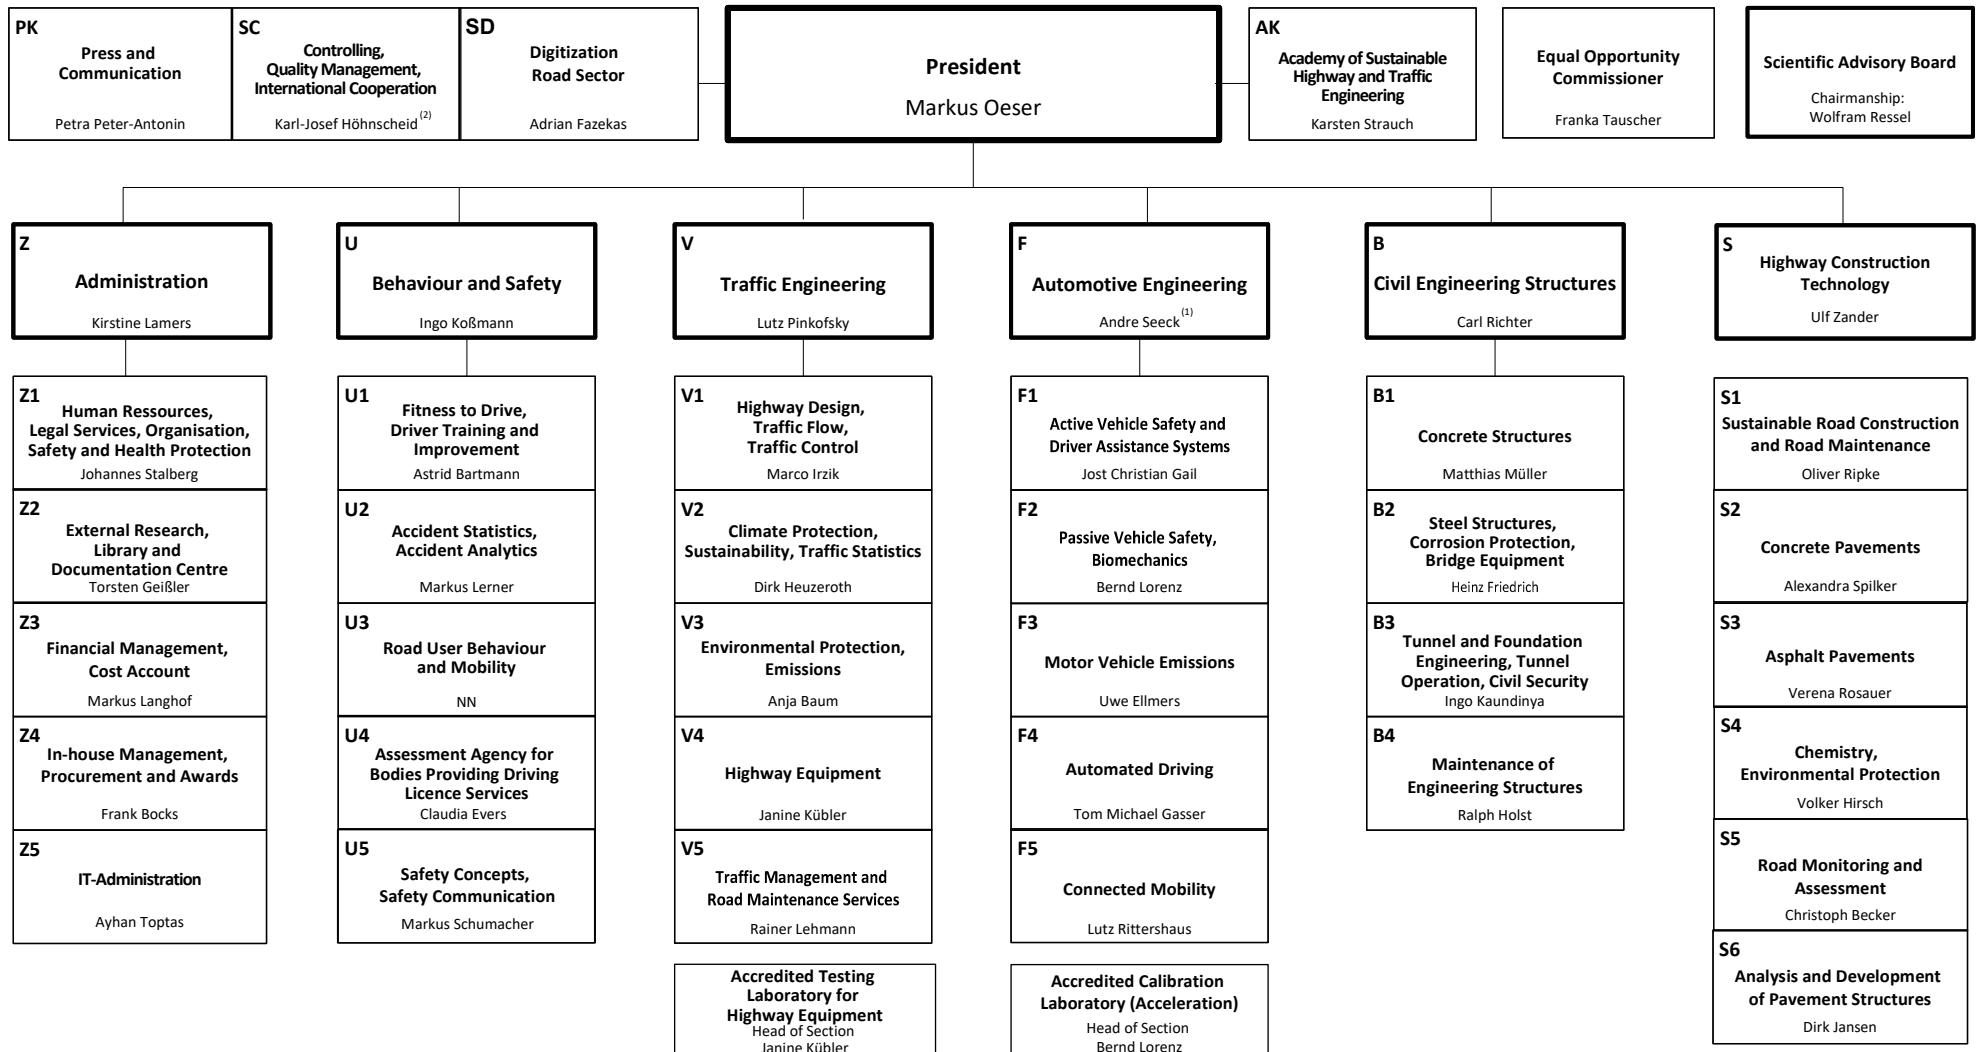 PK
Press and
Communication
Petra Peter-Antonin
SC
Controlling,
Quality Management,
International Cooperation
Karl-Josef Höhnscheid (2)
SD
Digitization
Road Sector
Adrian Fazekas
President
Markus Oeser
AK
Academy of Sustainable
Highway and Traffic
Engineering
Karsten Strauch
Equal Opportunity
Commissioner
Franka Tauscher
Scientific Advisory Board
Chairmanship:
Wolfram Ressel
Z
Administration
Kirstine Lamers
Z1
Human Ressources,
Legal Services, Organisation,
Safety and Health Protection
Johannes Stalberg
Z2
External Research,
Library and
Documentation Centre
Torsten Geißler
Z3
Financial Management,
Cost Account
Markus Langhof
Z4
In-house Management,
Procurement and Awards
Frank Bocks
Z5
IT-Administration
Ayhan Toptas
U
Behaviour and Safety
Ingo Koßmann
U1
Fitness to Drive,
Driver Training and
Improvement
Astrid Bartmann
U2
Accident Statistics,
Accident Analytics
Markus Lerner
U3
Road User Behaviour
and Mobility
NN
U4
Assessment Agency for
Bodies Providing Driving
Licence Services
Claudia Evers
U5
Safety Concepts,
Safety Communication
Markus Schumacher
V
Traffic Engineering
Lutz Pinkofsky
V1
Highway Design,
Traffic Flow,
Traffic Control
Marco Irzik
V2
Climate Protection,
Sustainability, Traffic Statistics
Dirk Heuzeroth
V3
Environmental Protection,
Emissions
Anja Baum
V4
Highway Equipment
Janine Kübler
V5
Traffic Management and
Road Maintenance Services
Rainer Lehmann
Accredited Testing
Laboratory for
Highway Equipment
Head of Section
Janine Kübler
F
Automotive Engineering
Andre Seeck (1)
F1
Active Vehicle Safety and
Driver Assistance Systems
Jost Christian Gail
F2
Passive Vehicle Safety,
Biomechanics
Bernd Lorenz
F3
Motor Vehicle Emissions
Uwe Ellmers
F4
Automated Driving
Tom Michael Gasser
F5
Connected Mobility
Lutz Rittershaus
Accredited Calibration
Laboratory (Acceleration)
Head of Section
Bernd Lorenz
B
Civil Engineering Structures
Carl Richter
B1
Concrete Structures
Matthias Müller
B2
Steel Structures,
Corrosion Protection,
Bridge Equipment
Heinz Friedrich
B3
Tunnel and Foundation
Engineering, Tunnel
Operation, Civil Security
Ingo Kaundinya
B4
Maintenance of
Engineering Structures
Ralph Holst
S
Highway Construction
Technology
Ulf Zander
S1
Sustainable Road Construction
and Road Maintenance
Oliver Ripke
S2
Concrete Pavements
Alexandra Spilker
S3
Asphalt Pavements
Verena Rosauer
S4
Chemistry,
Environmental Protection
Volker Hirsch
S5
Road Monitoring and
Assessment
Christoph Becker
S6
Analysis and Development
of Pavement Structures
Dirk Jansen